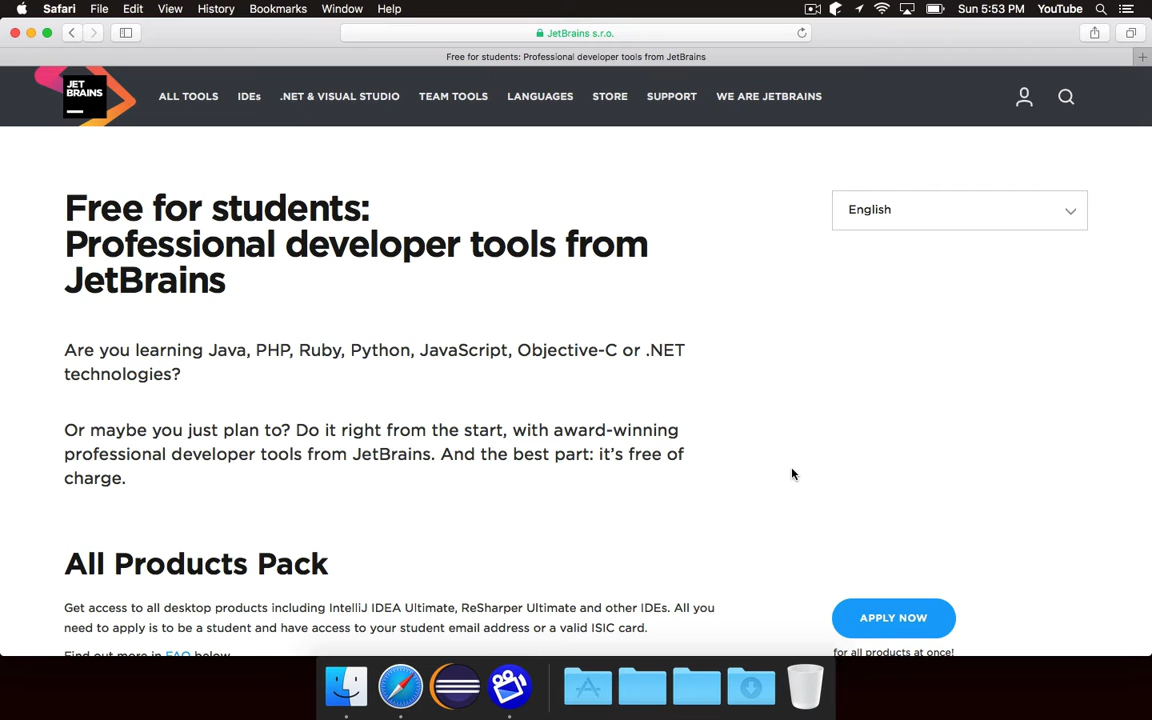 Safari File Edit View History Bookmarks Window Help Sun 5:53 PM YouTube
JetBrains s.r.o.
Free for students: Professional developer tools from JetBrains
JET
BRAINS
ALL TOOLS IDEs .NET & VISUAL STUDIO TEAM TOOLS LANGUAGES STORE SUPPORT WE ARE JETBRAINS
Free for students:
Professional developer tools from
JetBrains
English
Are you learning Java, PHP, Ruby, Python, JavaScript, Objective-C or .NET
technologies?
Or maybe you just plan to? Do it right from the start, with award-winning
professional developer tools from JetBrains. And the best part: it's free of
charge.
All Products Pack
Get access to all desktop products including IntelliJ IDEA Ultimate, ReSharper Ultimate and other IDEs. All you
need to apply is to be a student and have access to your student email address or a valid ISIC card.
APPLY NOW
Find out more in FAQ below
for all products at once!